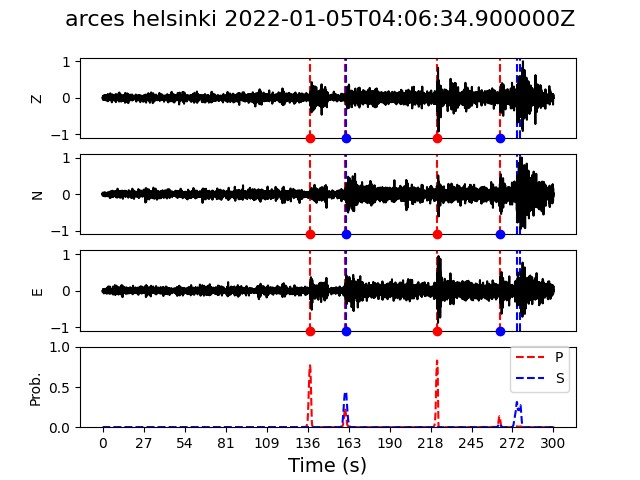 arces helsinki 2022-01-05T04:06:34.900000Z
1
0
−1
Z
1
0
−1
N
1
0
−1
E
1.0
0.5
0.0
Prob.
P
S
0 27 54 81 109 136 163 190 218 245 272 300
Time (s)